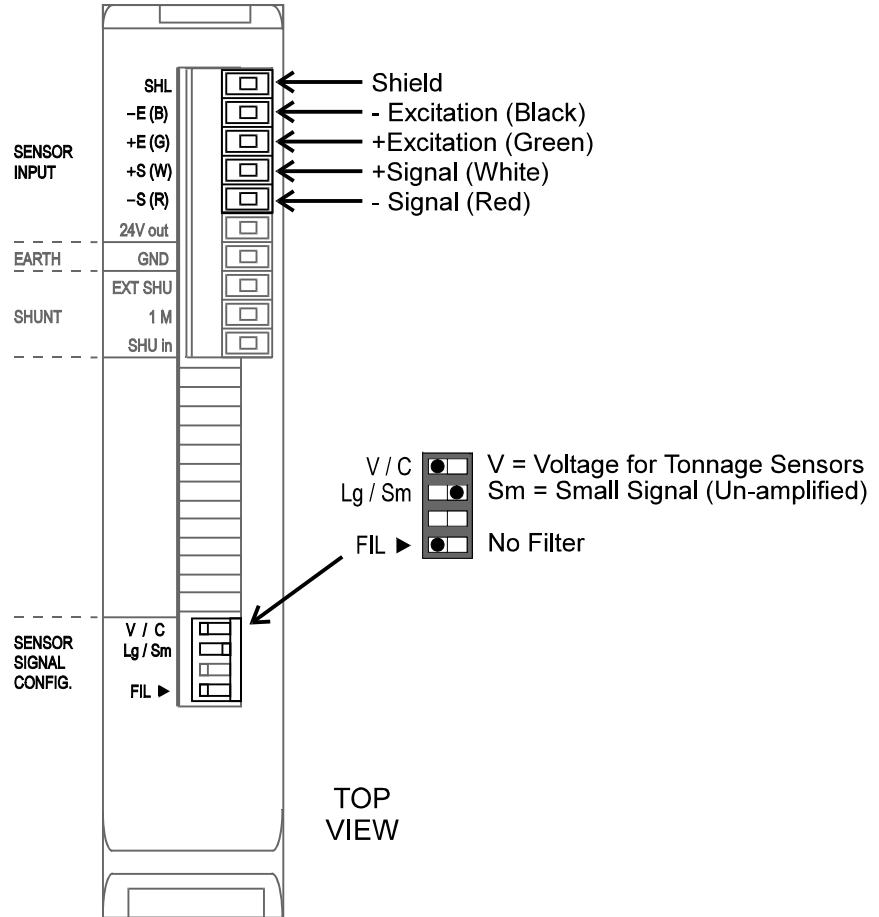 SHL
Shield
–E (B)
- Excitation (Black)
+E (G)
+Excitation (Green)
SENSOR
INPUT
+S (W)
+Signal (White)
–S (R)
- Signal (Red)
24V out
EARTH
GND
EXT SHU
SHUNT
1 M
SHU in
V / C
V = Voltage for Tonnage Sensors
Lg / Sm
Sm = Small Signal (Un-amplified)
FIL ►
No Filter
SENSOR
SIGNAL
CONFIG.
V / C
Lg / Sm
FIL ►
TOP
VIEW